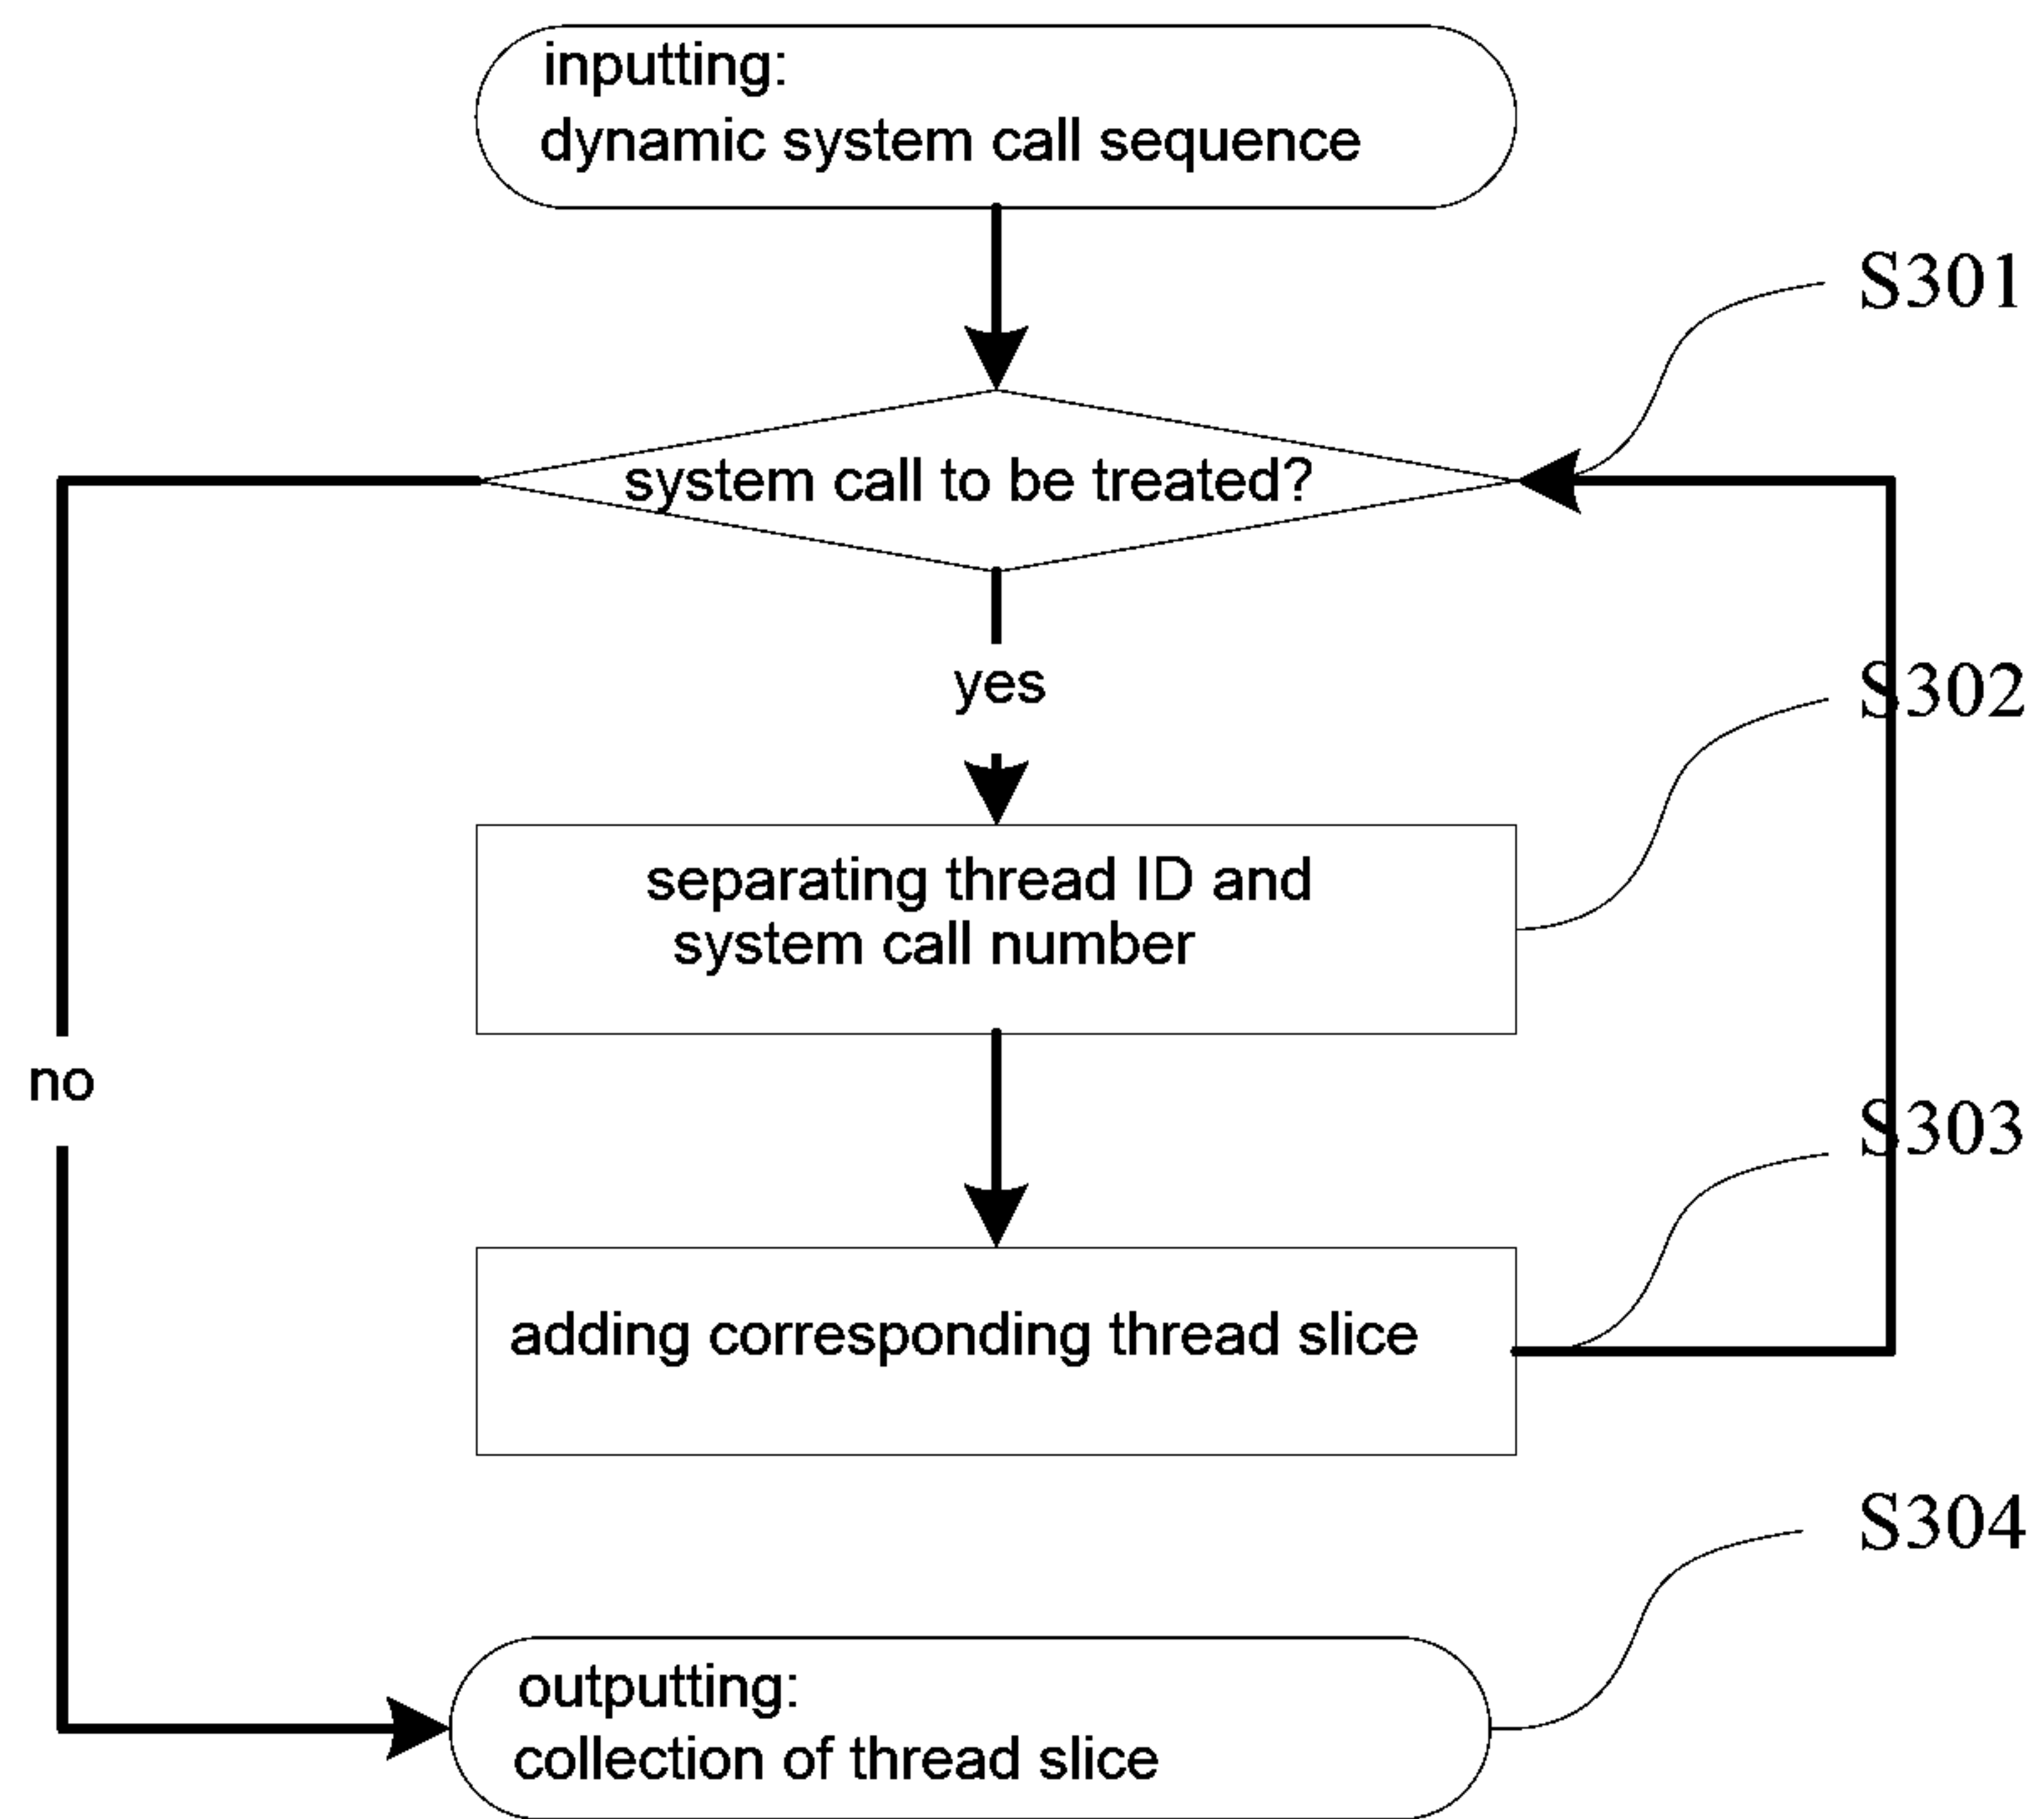 inputting:
dynamic system call sequence
S301
system call to be treated?
yes
S302
separating thread ID and
system call number
no
S303
adding corresponding thread slice
S304
outputting:
collection of thread slice